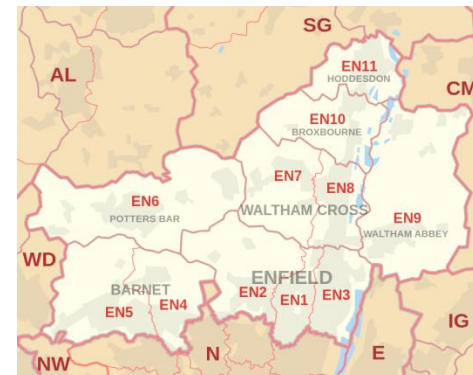 SG
AL
EN11
HODDESDON
CM
EN10
BROXBOURNE
EN7
EN8
EN6
POTTERS BAR
WALTHAM CROSS
EN9
WALTHAM ABBEY
WD
ENFIELD
BARNET
EN2
EN1
EN3
EN5
EN4
IG
NW
N
E